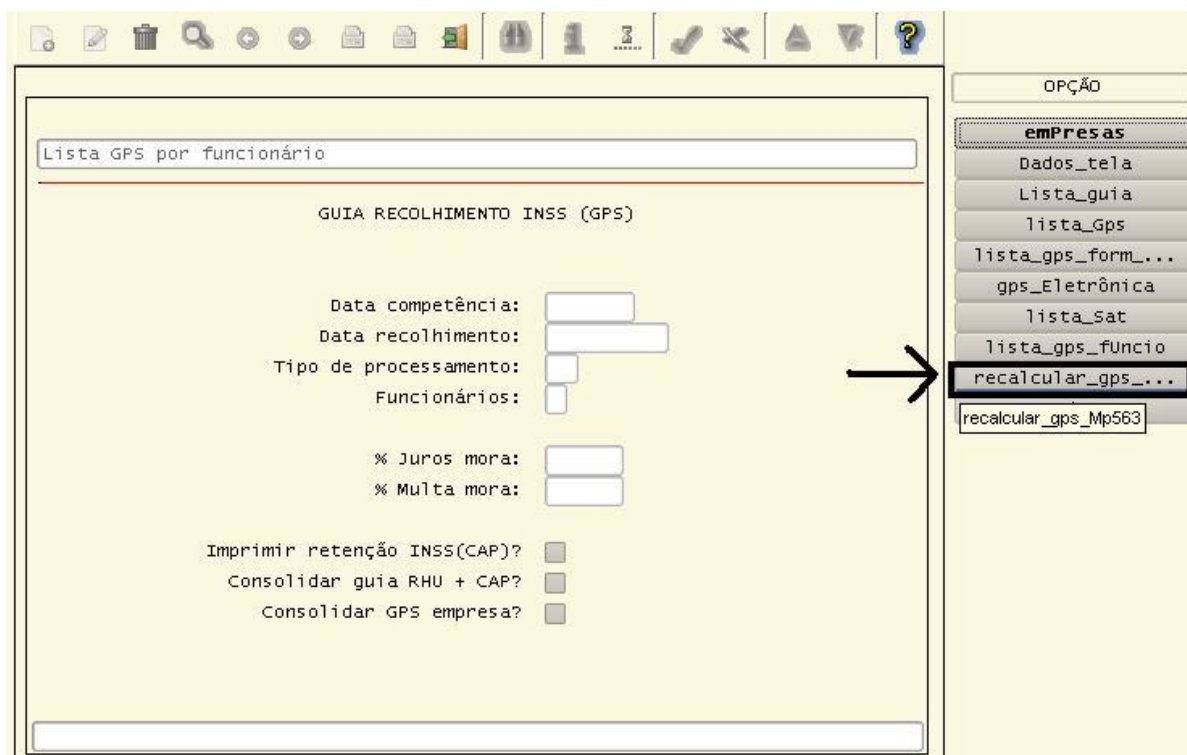 OPÇÃO
emPresas
Dados_tela
Lista_guia
lista_Gps
lista_gps_form_...
gps_Eletrônica
lista_Sat
lista_gps_fUncio
recalcular_gps_...
recalcular_gps_Mp563
Lista GPS por funcionário
GUIA RECOLHIMENTO INSS (GPS)
Data competência:
Data recolhimento:
Tipo de processamento:
Funcionários:
% Juros mora:
% Multa mora:
Imprimir retenção INSS(CAP)?
Consolidar guia RHU + CAP?
Consolidar GPS empresa?